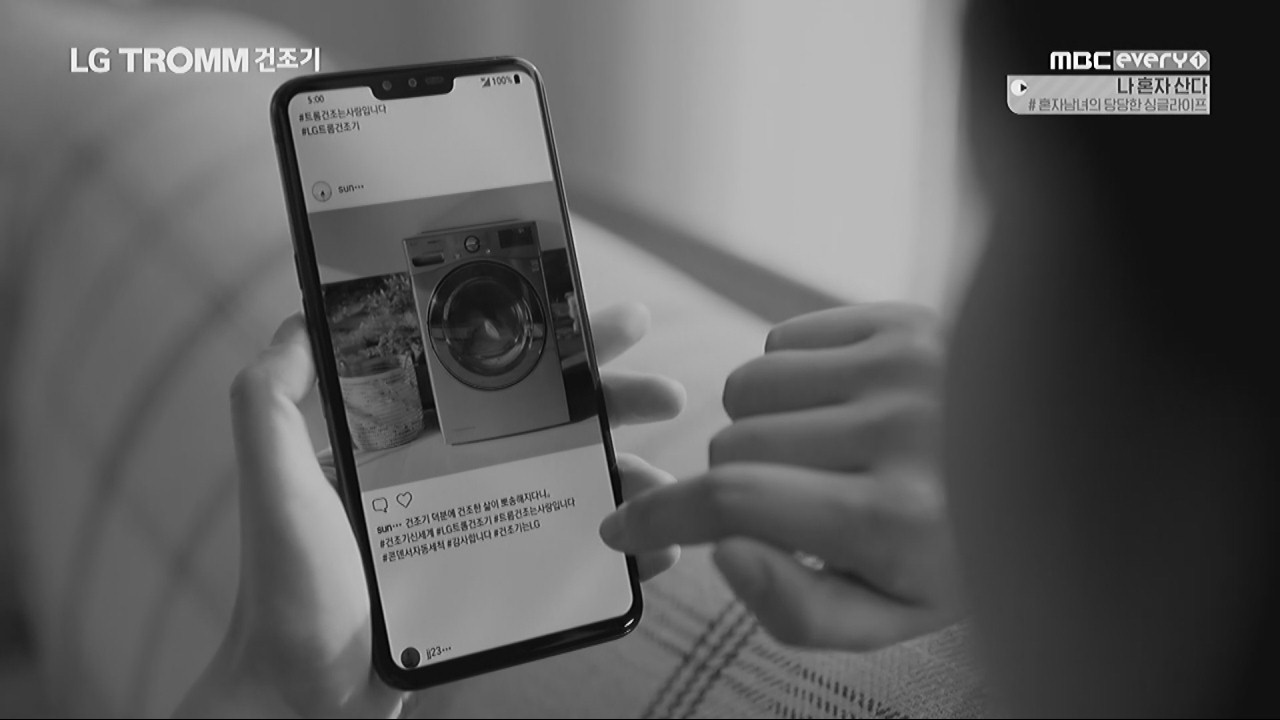 LG TROMM 건조기
MBC every1
나 혼자 산다
# 혼자남녀의 당당한 싱글라이프
5:00
100%
#트롬건조는사랑입니다
#LG트롬건조기
sun···
sun··· 건조기 덕분에 건조한 삶이 뽀송해지다니,
#건조기신세계 #LG트롬건조기 #트롬건조는사랑입니다
#콘덴서자동세척 #감사합니다 #건조기는LG
jj23···